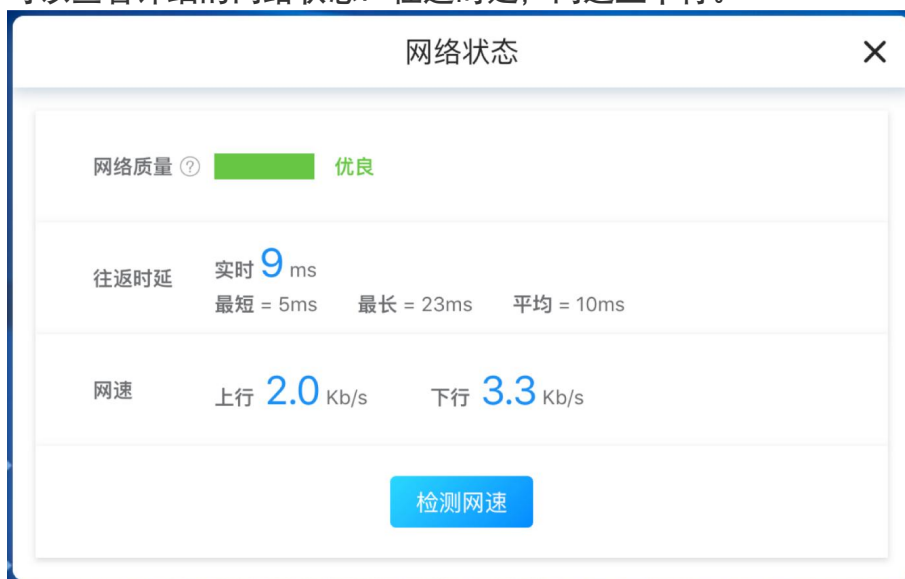 网络状态
网络质量 ? 优良
往返时延 实时 9 ms
最短 = 5ms 最长 = 23ms 平均 = 10ms
网速 上行 2.0 Kb/s 下行 3.3 Kb/s
检测网速